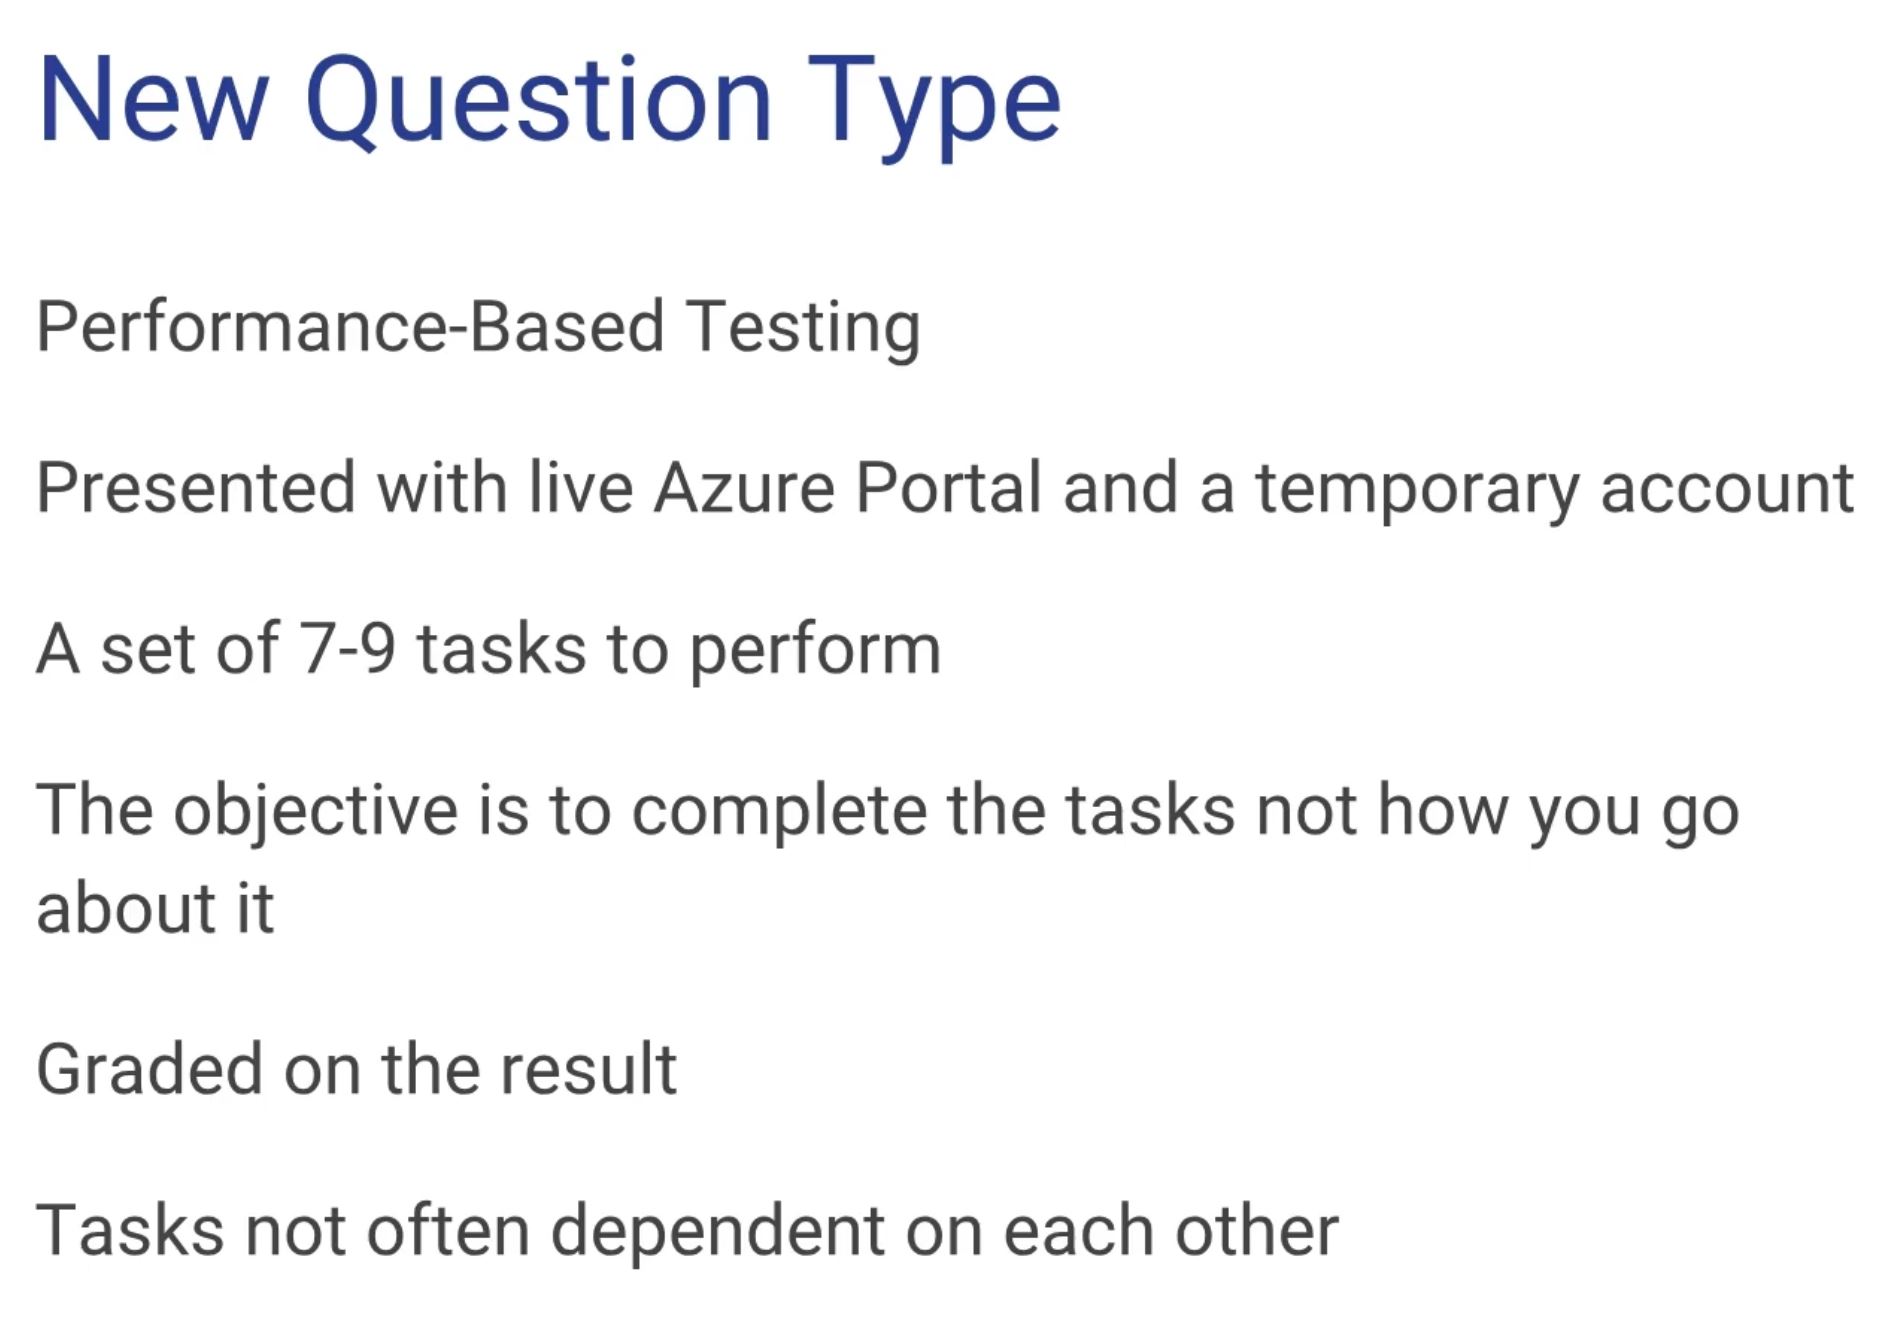 New Question Type
Performance-Based Testing
Presented with live Azure Portal and a temporary account
A set of 7-9 tasks to perform
The objective is to complete the tasks not how you go
about it
Graded on the result
Tasks not often dependent on each other